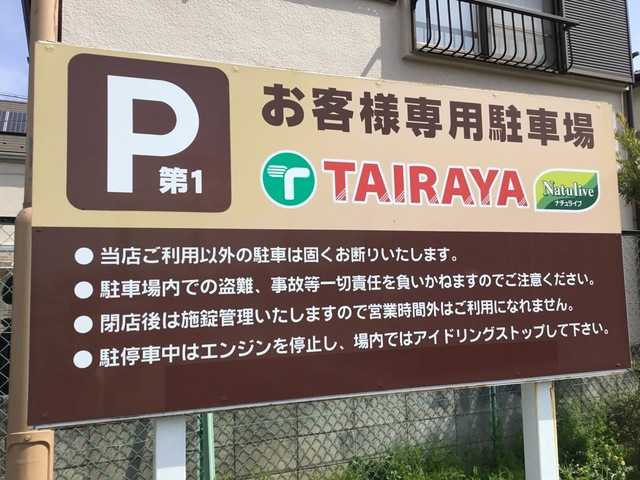 P 第1
お客様専用駐車場
TAIRAYA Natulive ナチュライブ
● 当店ご利用以外の駐車は固くお断りいたします。
● 駐車場内での盗難、事故等一切責任を負いかねますのでご注意ください。
● 閉店後は施錠管理いたしますので営業時間外はご利用になれません。
● 駐停車中はエンジンを停止し、場内ではアイドリングストップして下さい。